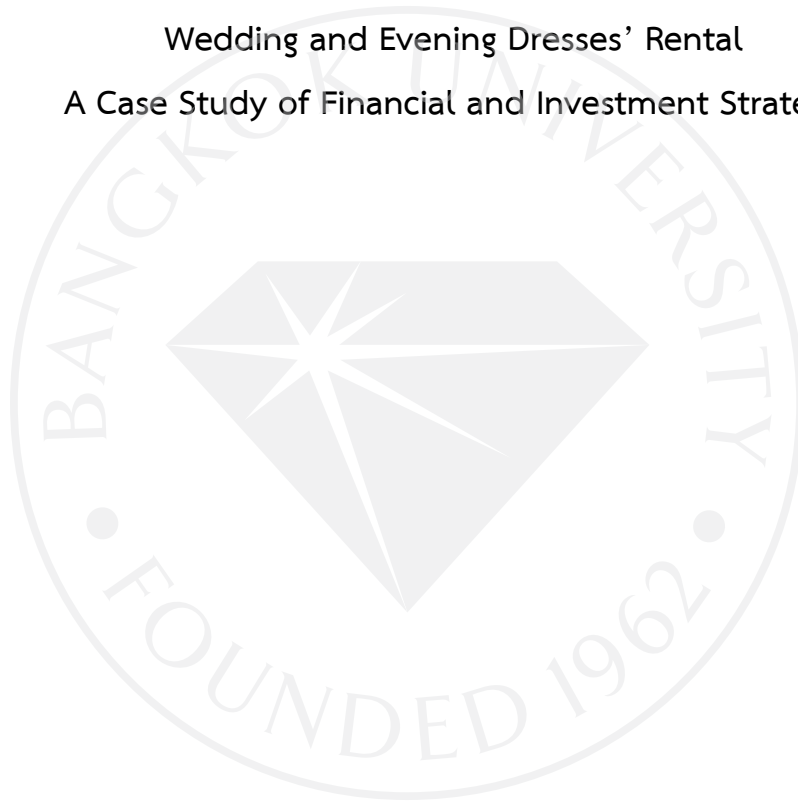 Wedding and Evening Dresses’ Rental
A Case Study of Financial and Investment Strate
BANGKOK UNIVERSITY
• FOUNDED 1962 •